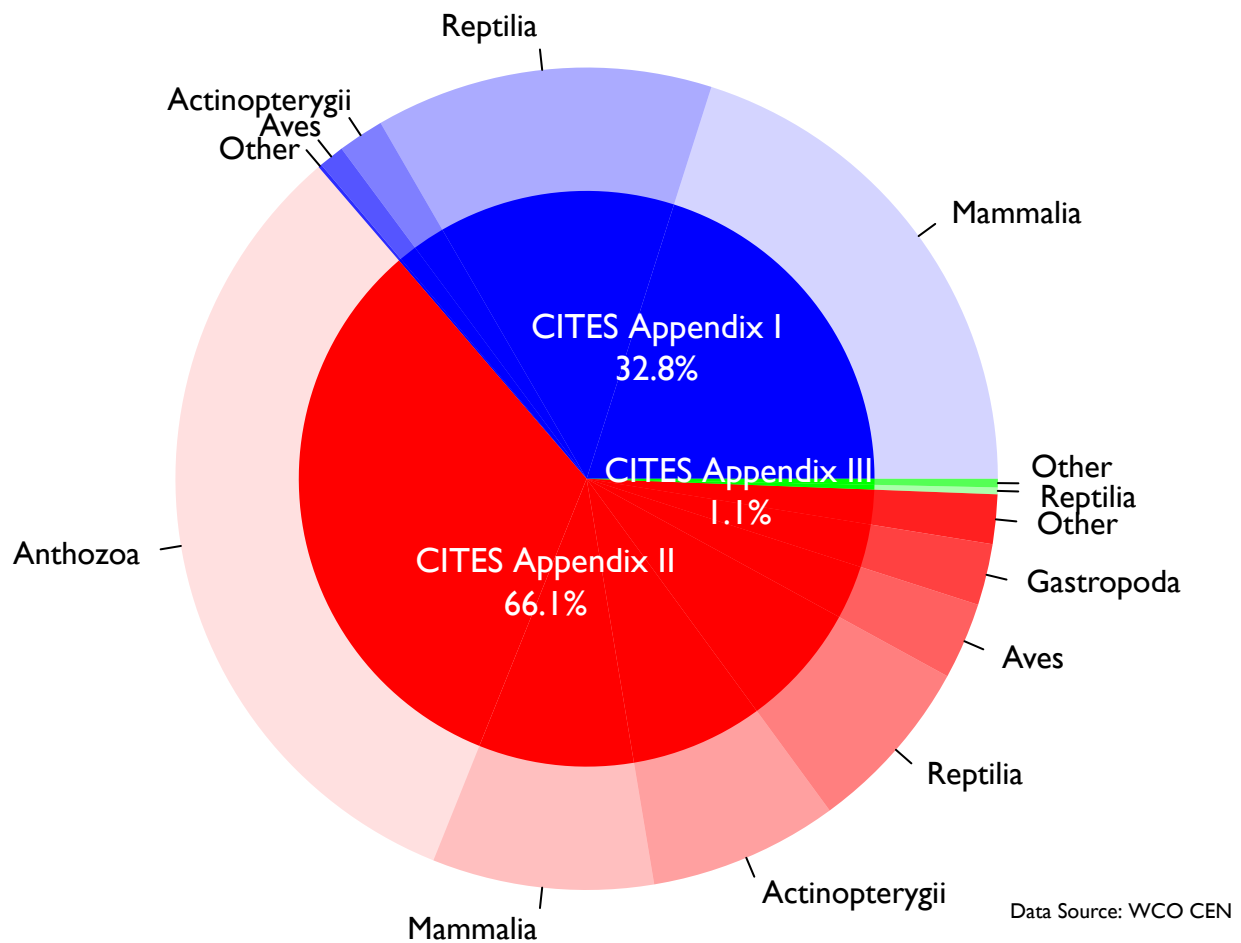 Reptilia
Actinopterygii
Aves
Other
Mammalia
CITES Appendix I
32.8%
Other
CITES Appendix III
Reptilia
1.1%
Other
Anthozoa
CITES Appendix II
66.1%
Gastropoda
Aves
Reptilia
Actinopterygii
Mammalia
Data Source: WCO CEN